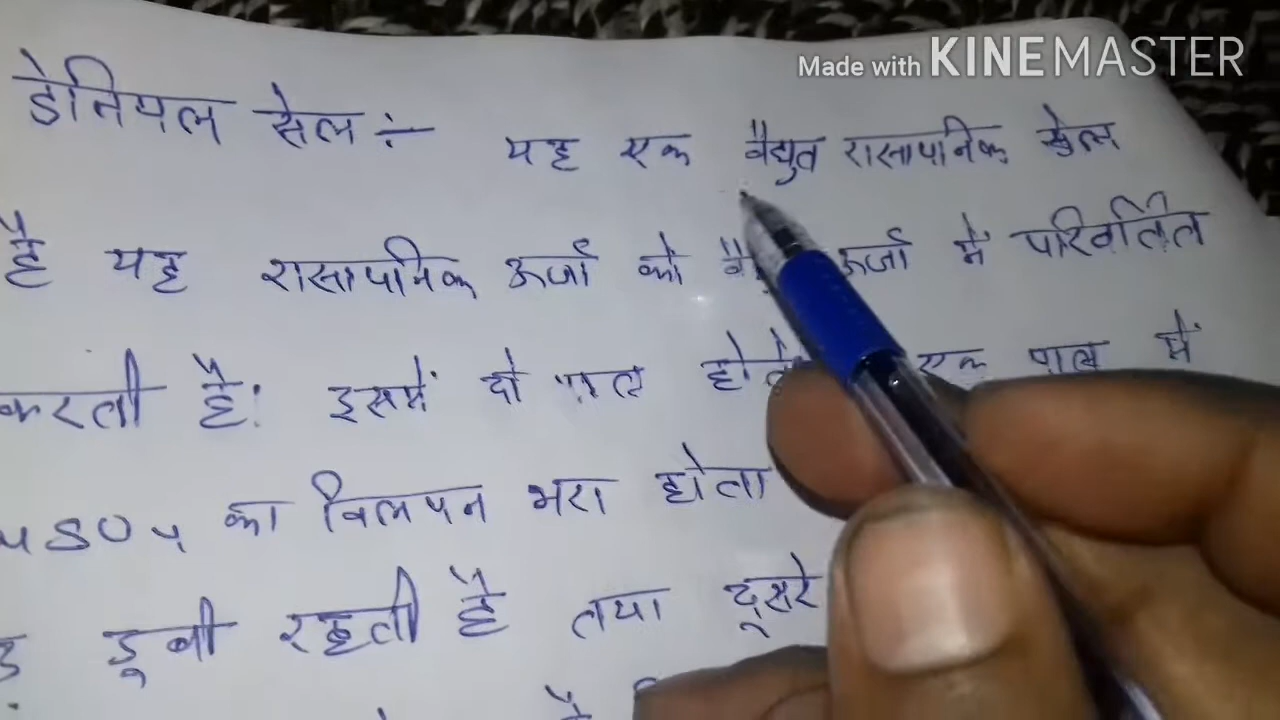 Made with KINEMASTER
डेनियल सेल :- यह एक वैद्युत रासायनिक सेल
है यह रासायनिक ऊर्जा को ऊर्जा में परिवर्तित
करती है। इसमें दो पात्र होते एक पात्र में
SO₄ का विलयन भरा होता
डूबी रहती है तथा दूसरे
है